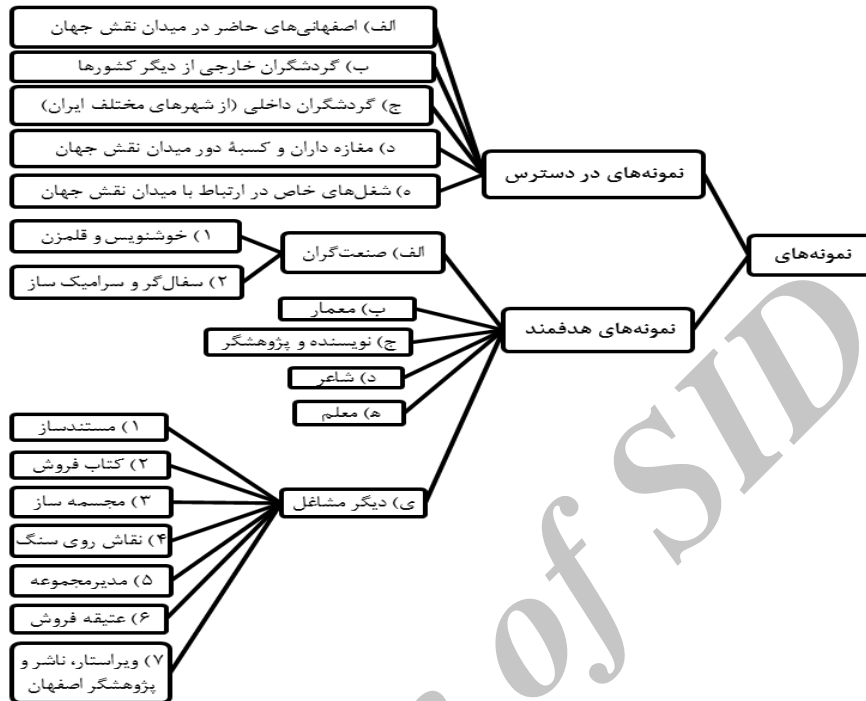 نمونه‌های
نمونه‌های در دسترس
الف) اصفهانی‌های حاضر در میدان نقش جهان
ب) گردشگران خارجی از دیگر کشورها
ج) گردشگران داخلی (از شهرهای مختلف ایران)
د) مغازه داران و کسبهٔ دور میدان نقش جهان
ه) شغل‌های خاص در ارتباط با میدان نقش جهان
نمونه‌های هدفمند
الف) صنعت‌گران
۱) خوشنویس و قلمزن
۲) سفال‌گر و سرامیک ساز
ب) معمار
ج) نویسنده و پژوهشگر
د) شاعر
ه) معلم
ی) دیگر مشاغل
۱) مستندساز
۲) کتاب فروش
۳) مجسمه ساز
۴) نقاش روی سنگ
۵) مدیرمجموعه
۶) عتیقه فروش
۷) ویراستار، ناشر و
پژوهشگر اصفهان
of SID